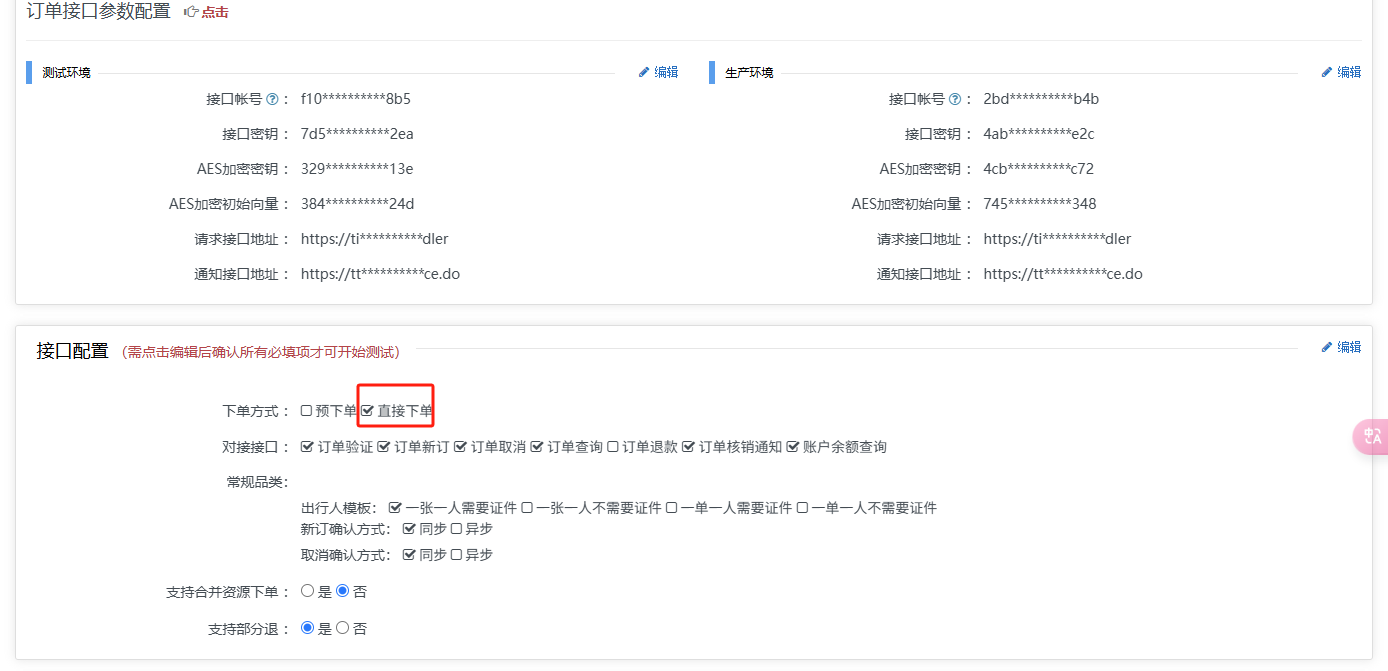 订单接口参数配置 点击
测试环境 编辑
接口帐号 ： f10**********8b5
接口密钥 ： 7d5**********2ea
AES加密密钥 ： 329**********13e
AES加密初始向量 ： 384**********24d
请求接口地址 ： https://ti**********dler
通知接口地址 ： https://tt**********ce.do
生产环境 编辑
接口帐号 ： 2bd**********b4b
接口密钥 ： 4ab**********e2c
AES加密密钥 ： 4cb**********c72
AES加密初始向量 ： 745**********348
请求接口地址 ： https://ti**********dler
通知接口地址 ： https://tt**********ce.do
接口配置 （需点击编辑后确认所有必填项才可开始测试） 编辑
下单方式 ： 预下单 直接下单
对接接口 ： 订单验证 订单新订 订单取消 订单查询 订单退款 订单核销通知 账户余额查询
常规品类：
出行人模板： 一张一人需要证件 一张一人不需要证件 一单一人需要证件 一单一人不需要证件
新订确认方式： 同步 异步
取消确认方式： 同步 异步
支持合并资源下单 ： 是 否
支持部分退 ： 是 否